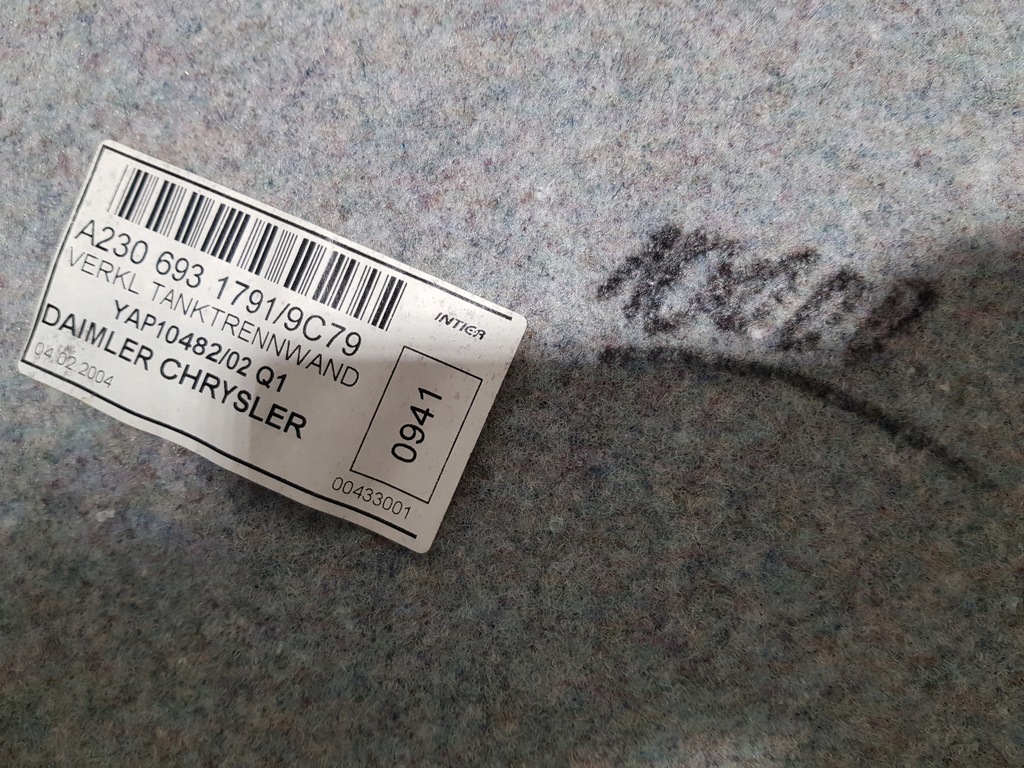 A230 693 1791/9C79
VERKL TANKTRENNWAND
YAP10482/02 Q1
DAIMLER CHRYSLER
04.02.2004
INTIER
0941
00433001